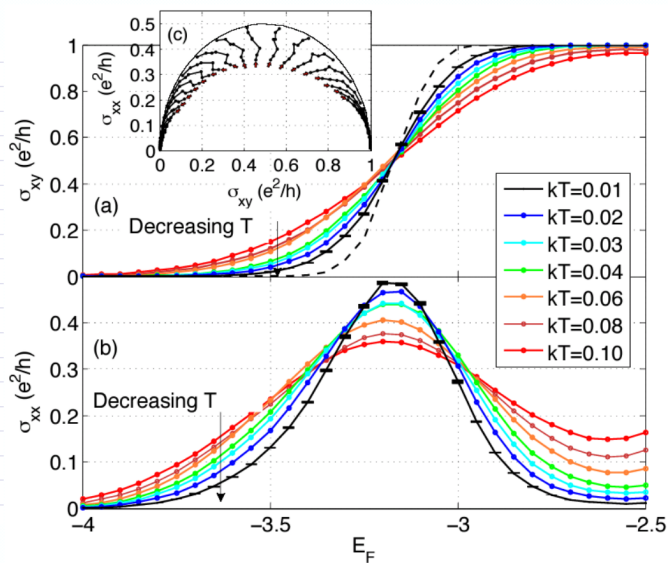 (c)
0.5
0.4
0.3
0.2
0.1
0
σxx (e²/h)
0 0.2 0.4 0.6 0.8 1
σxy (e²/h)
1
0.8
0.6
0.4
0.2
0
σxy (e²/h)
(a)
Decreasing T
kT=0.01
kT=0.02
kT=0.03
kT=0.04
kT=0.06
kT=0.08
kT=0.10
(b)
Decreasing T
0.4
0.3
0.2
0.1
0
σxx (e²/h)
-4 -3.5 -3 -2.5
EF